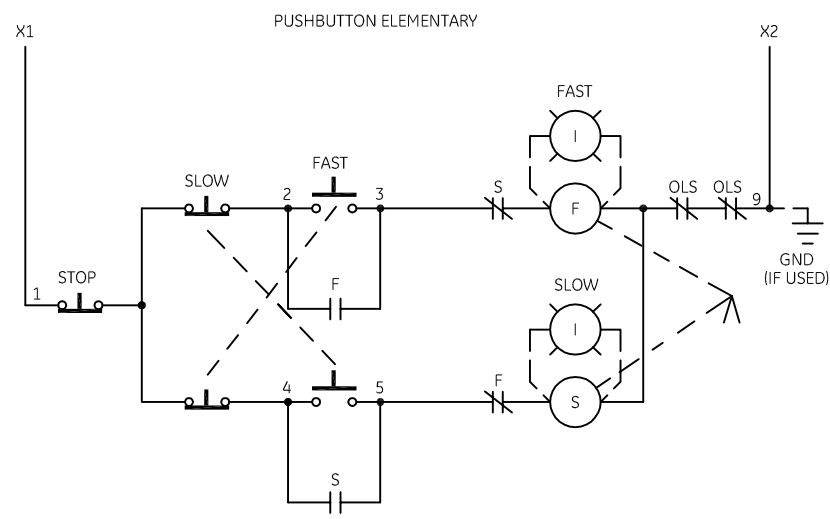 PUSHBUTTON ELEMENTARY
X1
X2
FAST
I
FAST
SLOW
2
3
S
F
OLS
OLS
9
GND
(IF USED)
F
1
STOP
SLOW
I
4
5
F
S
S